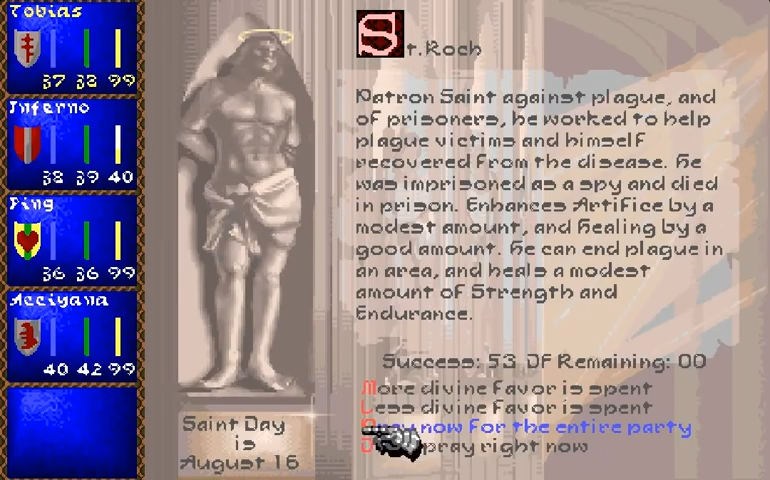 Tobias
37 38 99
Inferno
38 39 40
Ping
36 36 99
Acciyana
40 42 99
Saint Day
is
August 16
St.Roch
Patron Saint against plague, and
of prisoners, he worked to help
plague victims and himself
recovered from the disease. He
was imprisoned as a spy and died
in prison. Enhances Artifice by a
modest amount, and Healing by a
good amount. He can end plague in
an area, and heals a modest
amount of Strength and
Endurance.
Success: 53 DF Remaining: 00
More divine favor is spent
Less divine favor is spent
now for the entire party
pray right now